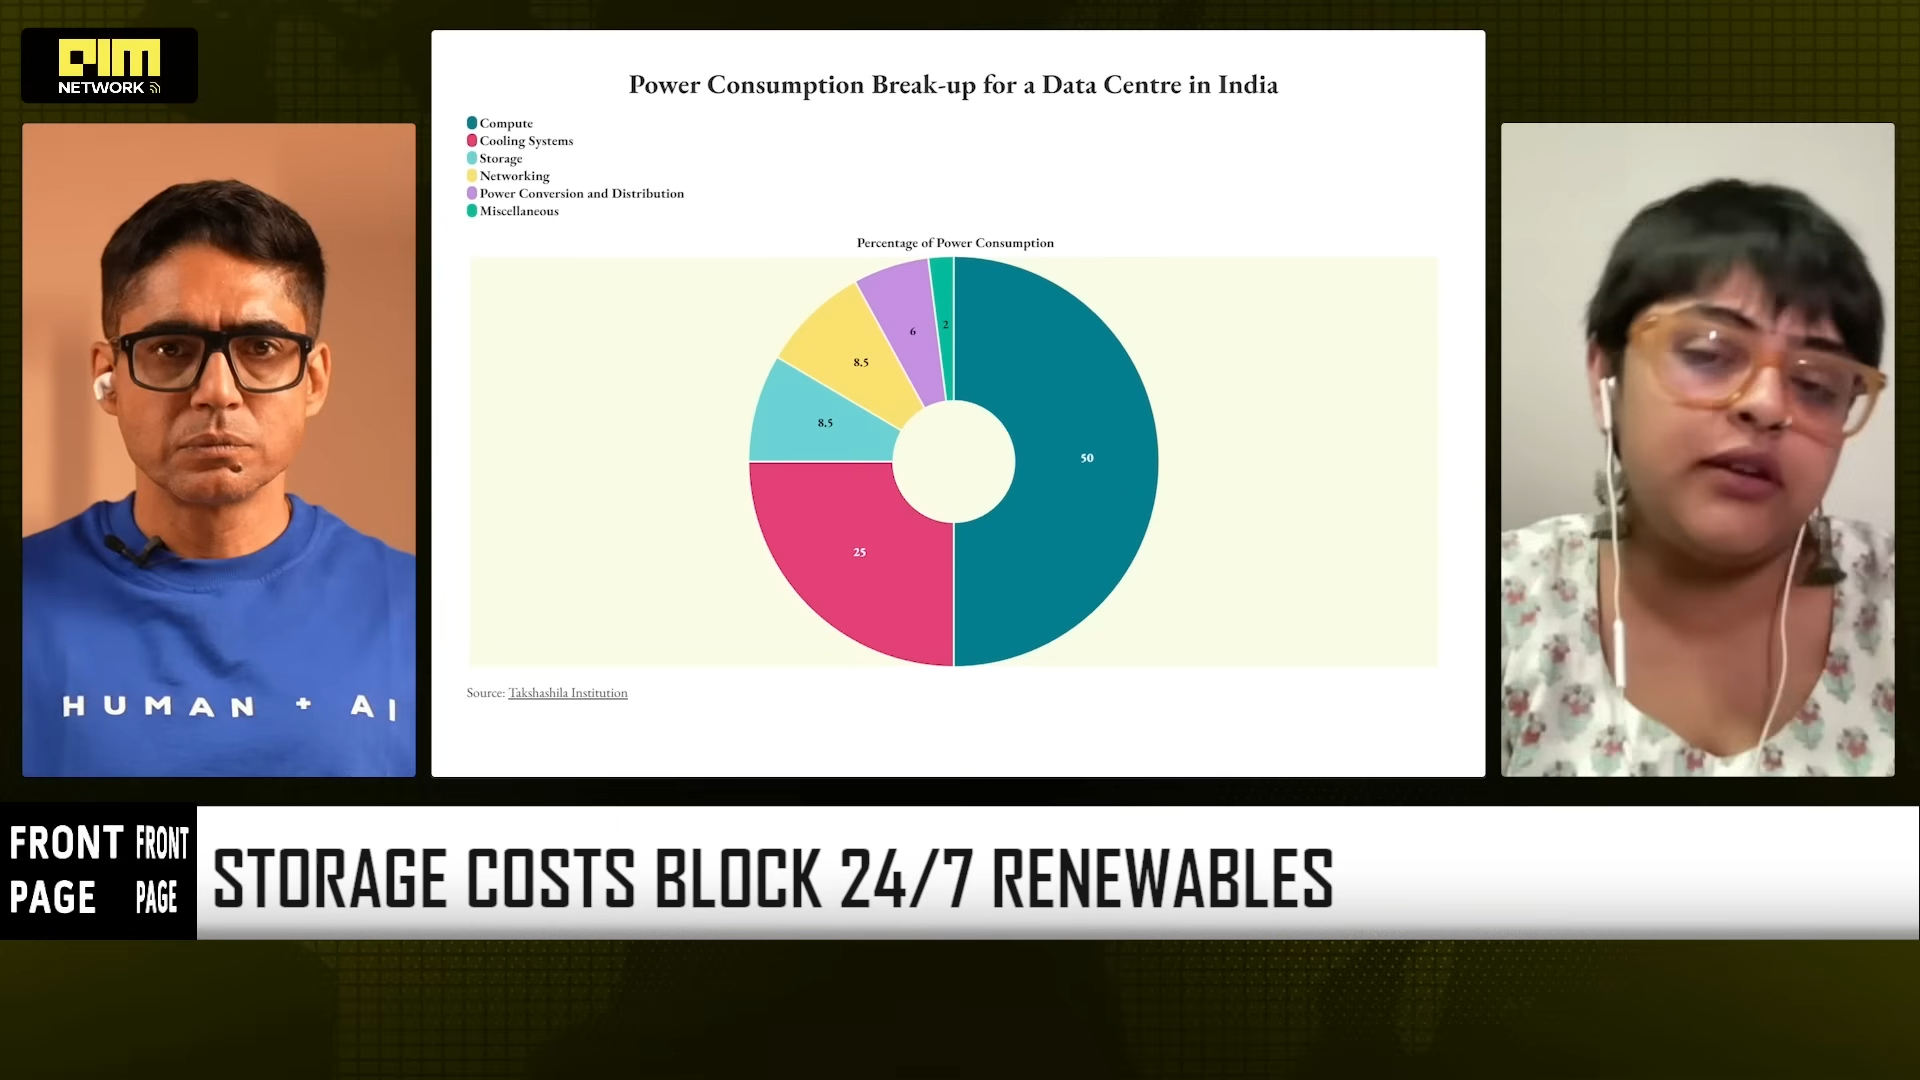 AIM
NETWORK
Power Consumption Break-up for a Data Centre in India
Compute
Cooling Systems
Storage
Networking
Power Conversion and Distribution
Miscellaneous
Percentage of Power Consumption
2
6
8.5
8.5
50
25
Source: Takshashila Institution
HUMAN + AI
FRONT FRONT
PAGE PAGE
STORAGE COSTS BLOCK 24/7 RENEWABLES